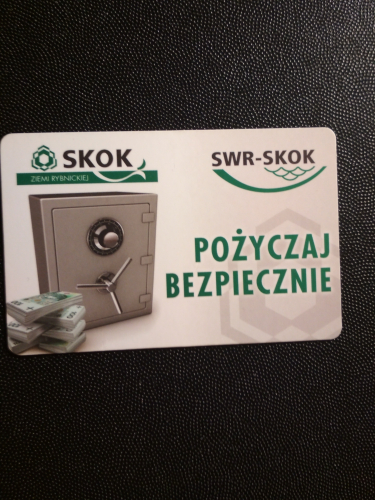 SKOK
ZIEMI RYBNICKIEJ
SWR-SKOK
POŻYCZAJ
BEZPIECZNIE